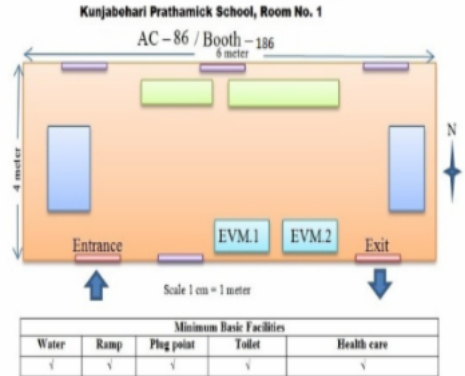 Kunjabehari Prathamick School, Room No. 1
AC – 86 / Booth – 186
6 meter
4 meter
N
EVM.1 EVM.2
Entrance Exit
Scale 1 cm = 1 meter
Minimum Basic Facilities
Water Ramp Plug point Toilet Health care
√ √ √ √ √